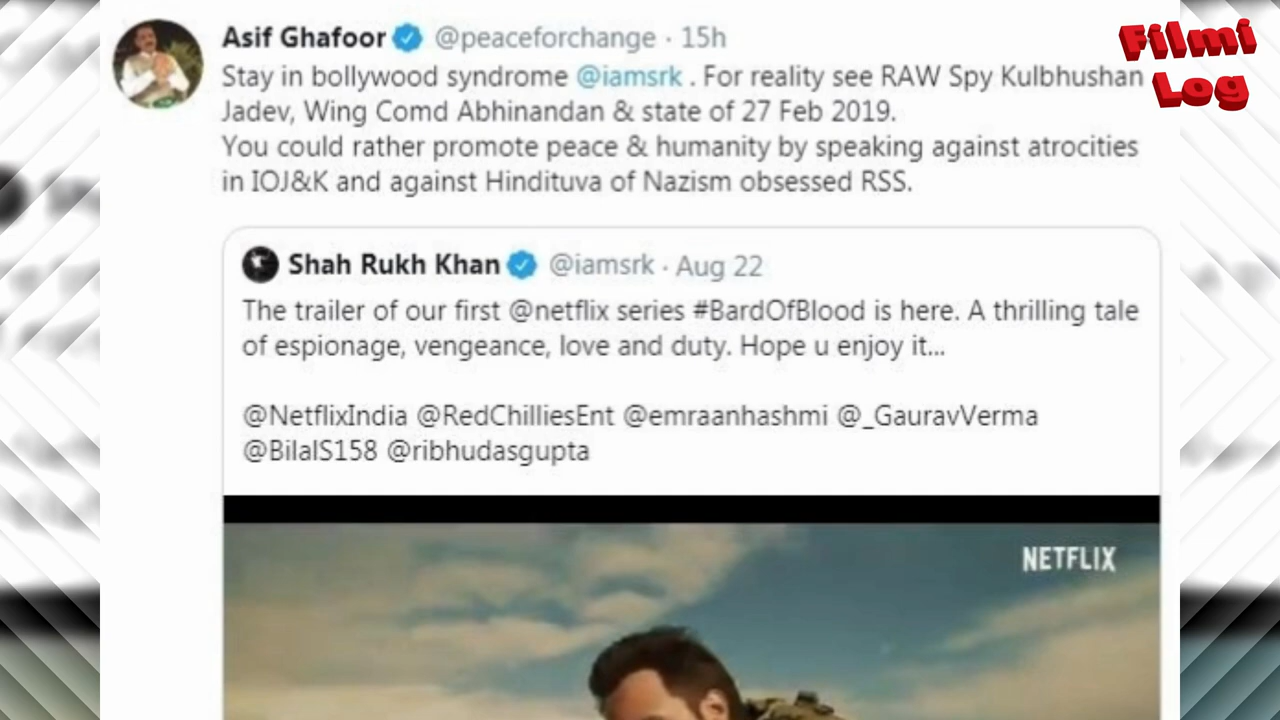 Filmi
Log
Asif Ghafoor @peaceforchange · 15h
Stay in bollywood syndrome @iamsrk . For reality see RAW Spy Kulbhushan
Jadev, Wing Comd Abhinandan & state of 27 Feb 2019.
You could rather promote peace & humanity by speaking against atrocities
in IOJ&K and against Hindituva of Nazism obsessed RSS.
Shah Rukh Khan @iamsrk · Aug 22
The trailer of our first @netflix series #BardOfBlood is here. A thrilling tale
of espionage, vengeance, love and duty. Hope u enjoy it...
@NetflixIndia @RedChilliesEnt @emraanhashmi @_GauravVerma
@BilalS158 @ribhudasgupta
NETFLIX